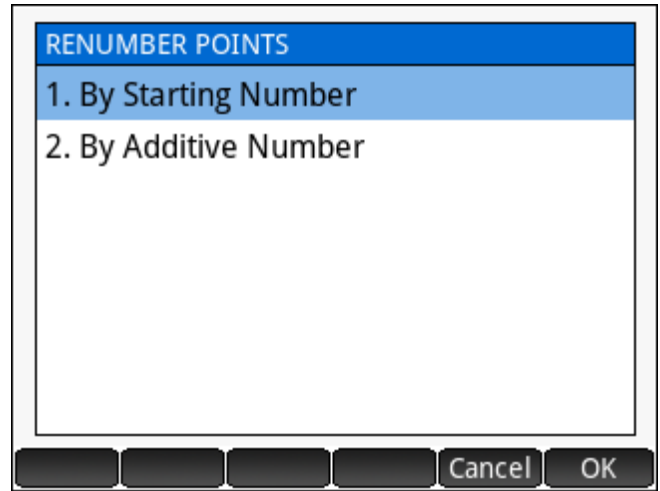 RENUMBER POINTS
1. By Starting Number
2. By Additive Number
Cancel OK